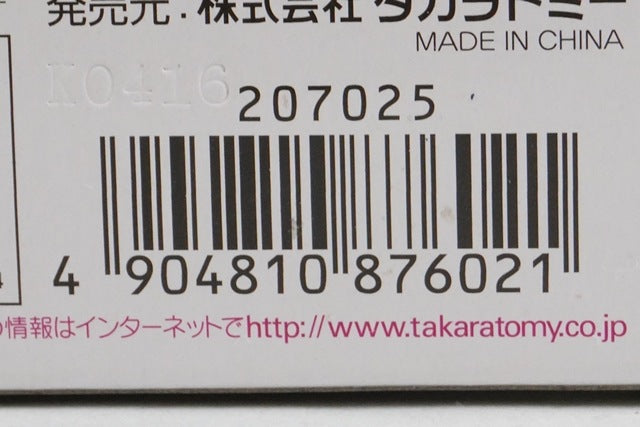 発売元：株式会社 タカラトミー
MADE IN CHINA
K0416
207025
4 904810 876021
情報はインターネットでhttp://www.takaratomy.co.jp